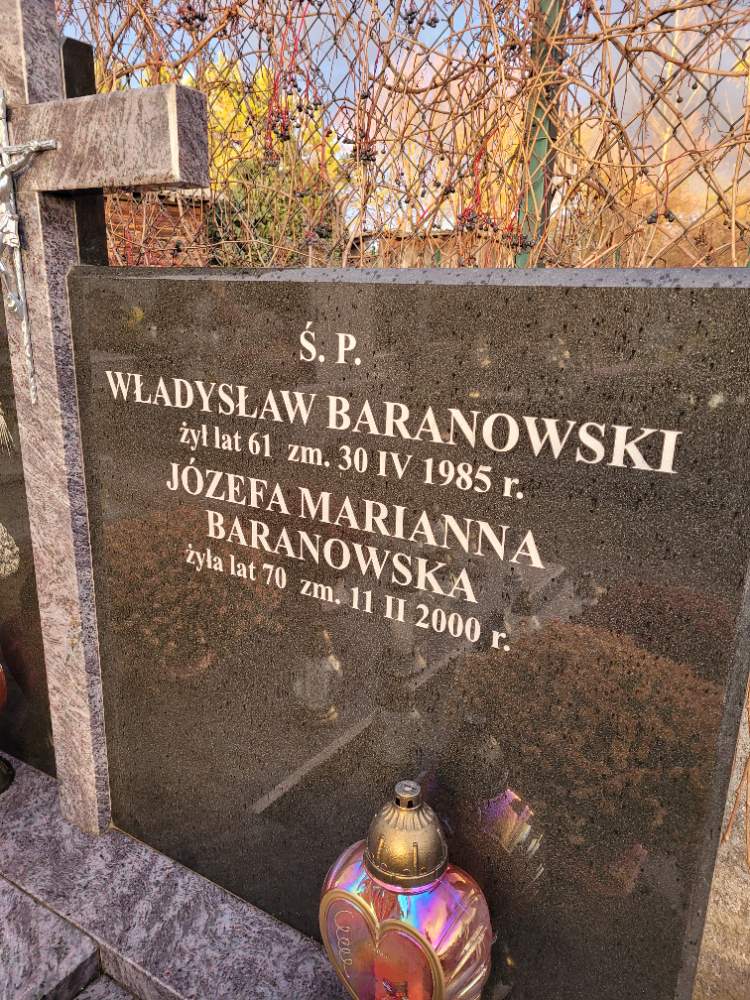 Ś. P.
WŁADYSŁAW BARANOWSKI
żył lat 61 zm. 30 IV 1985 r.
JÓZEFA MARIANNA
BARANOWSKA
żyła lat 70 zm. 11 II 2000 r.